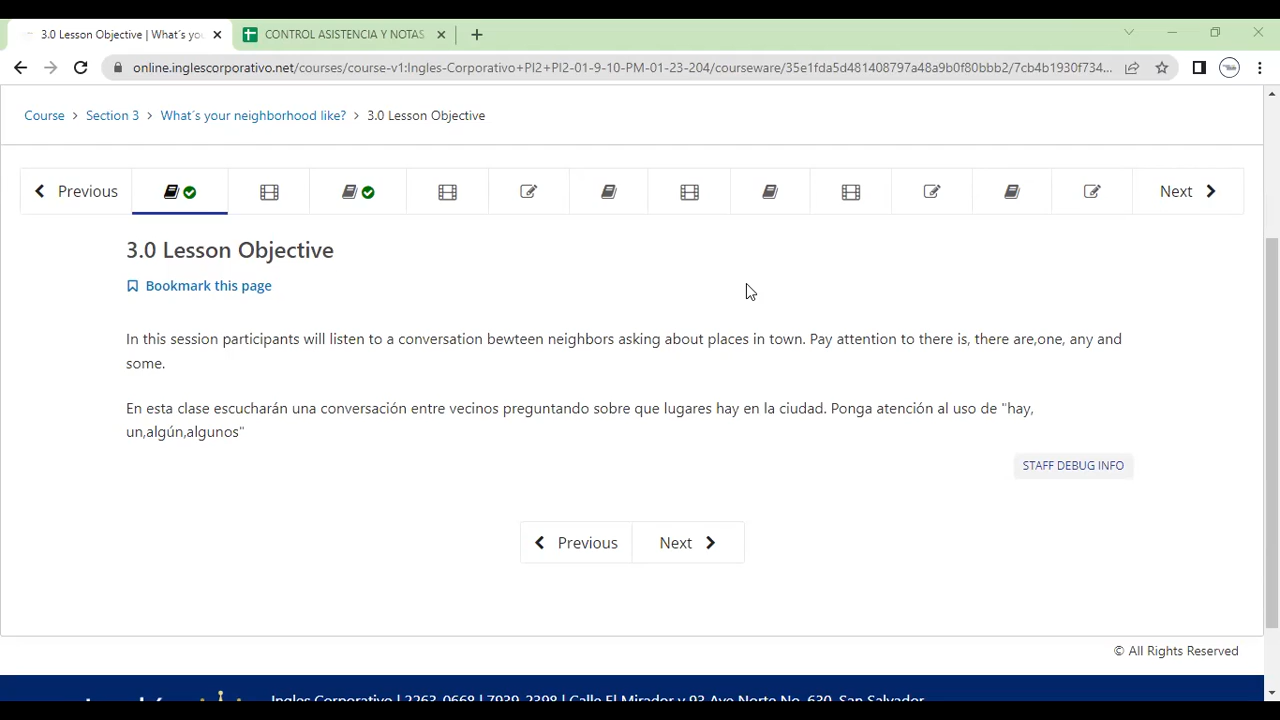 3.0 Lesson Objective | What´s you
CONTROL ASISTENCIA Y NOTAS
online.inglescorporativo.net/courses/course-v1:Ingles-Corporativo+PI2+PI2-01-9-10-PM-01-23-204/courseware/35e1fda5d481408797a48a9b0f80bbb2/7cb4b1930f734...
Course > Section 3 > What´s your neighborhood like? > 3.0 Lesson Objective
Previous Next
3.0 Lesson Objective
Bookmark this page
In this session participants will listen to a conversation bewteen neighbors asking about places in town. Pay attention to there is, there are,one, any and
some.
En esta clase escucharán una conversación entre vecinos preguntando sobre que lugares hay en la ciudad. Ponga atención al uso de "hay,
un,algún,algunos"
STAFF DEBUG INFO
Previous Next
© All Rights Reserved
Ingles Corporativo | 2263-0668 | 7939-2398 | Calle El Mirador y 93 Ave Norte No. 630, San Salvador